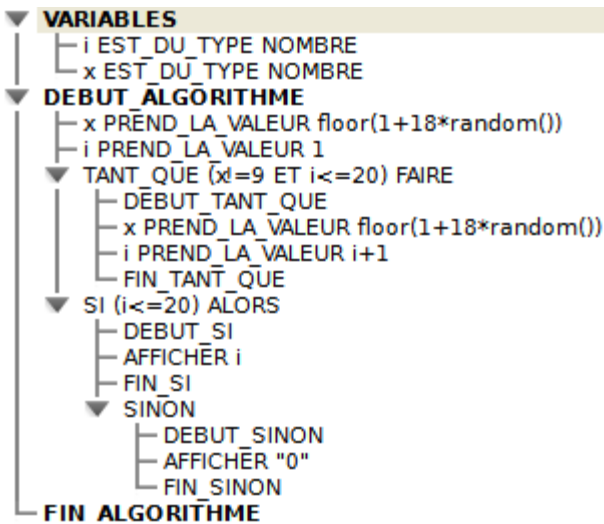 VARIABLES
i EST_DU_TYPE NOMBRE
x EST_DU_TYPE NOMBRE
DEBUT_ALGORITHME
x PREND_LA_VALEUR floor(1+18*random())
i PREND_LA_VALEUR 1
TANT_QUE (x!=9 ET i<=20) FAIRE
DEBUT_TANT_QUE
x PREND_LA_VALEUR floor(1+18*random())
i PREND_LA_VALEUR i+1
FIN_TANT_QUE
SI (i<=20) ALORS
DEBUT_SI
AFFICHER i
FIN_SI
SINON
DEBUT_SINON
AFFICHER "0"
FIN_SINON
FIN_ALGORITHME